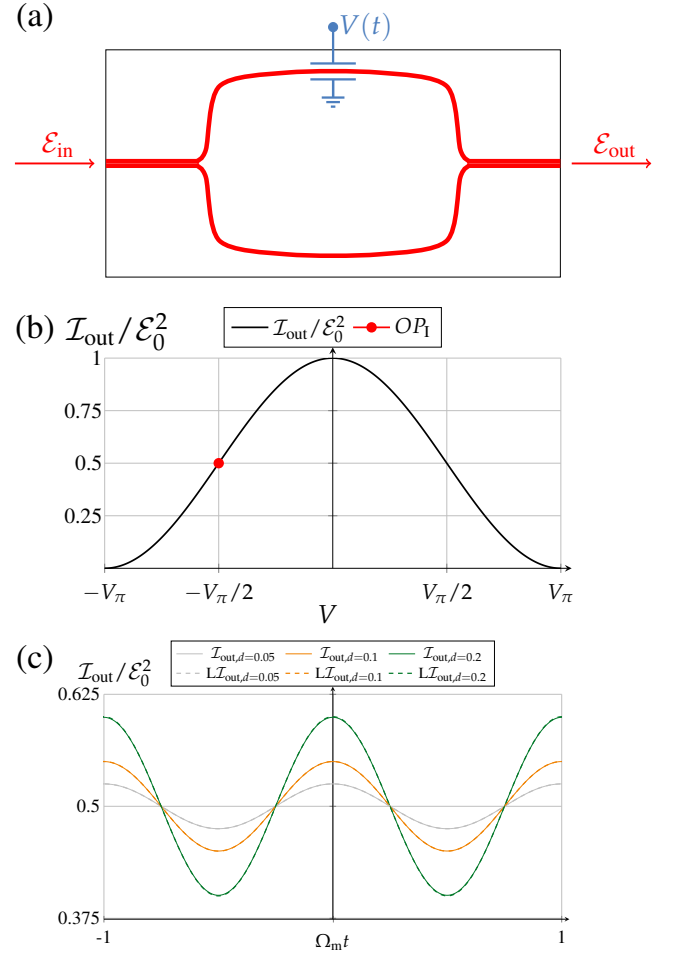 (a)
V(t)
ℰin
ℰout
(b)
ℐout/ℰ₀²
ℐout/ℰ₀² OP_I
1
0.75
0.5
0.25
−Vπ −Vπ/2 Vπ/2 Vπ
V
(c)
ℐout/ℰ₀²
ℐout,d=0.05 ℐout,d=0.1 ℐout,d=0.2
Lℐout,d=0.05 Lℐout,d=0.1 Lℐout,d=0.2
0.625
0.5
0.375
-1 Ωmt 1